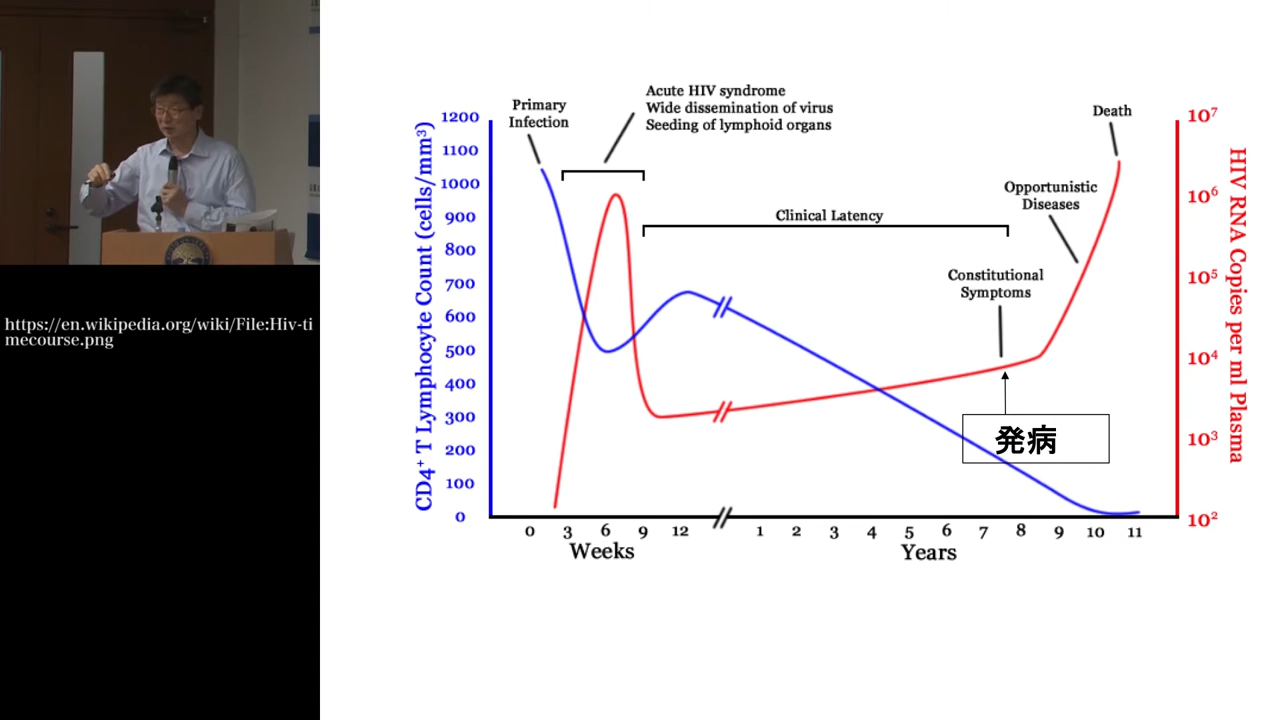 https://en.wikipedia.org/wiki/File:Hiv-ti
mecourse.png
Primary
Infection
Acute HIV syndrome
Wide dissemination of virus
Seeding of lymphoid organs
Death
Opportunistic
Diseases
Clinical Latency
Constitutional
Symptoms
発病
CD4⁺ T Lymphocyte Count (cells/mm³)
1200
1100
1000
900
800
700
600
500
400
300
200
100
0
HIV RNA Copies per ml Plasma
10⁷
10⁶
10⁵
10⁴
10³
10²
0 3 6 9 12 1 2 3 4 5 6 7 8 9 10 11
Weeks Years